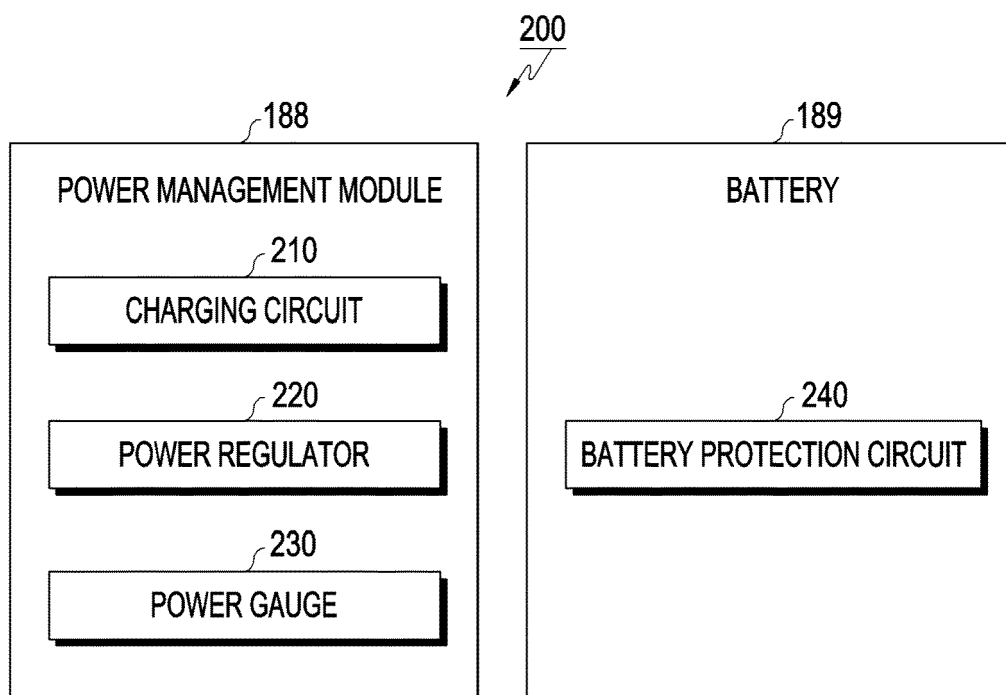 200
188
189
POWER MANAGEMENT MODULE
BATTERY
210
CHARGING CIRCUIT
220
POWER REGULATOR
240
BATTERY PROTECTION CIRCUIT
230
POWER GAUGE